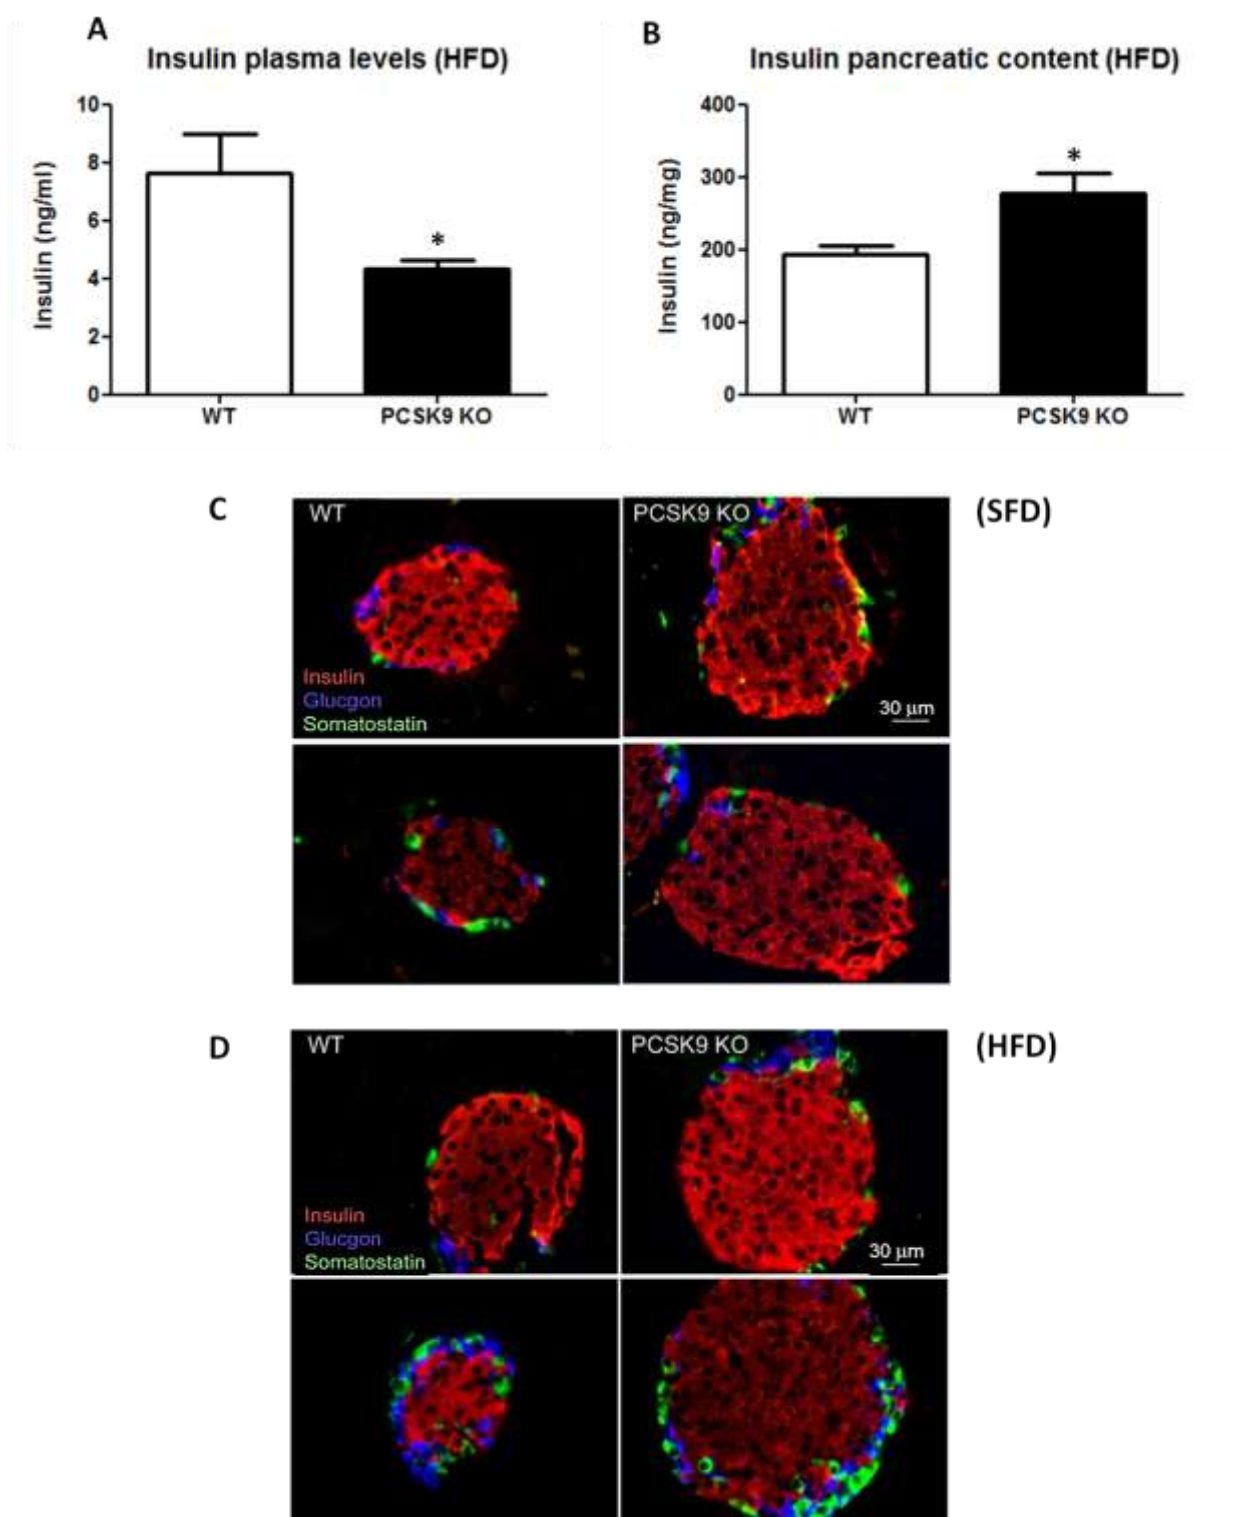 A
Insulin plasma levels (HFD)
Insulin (ng/ml)
10
8
6
4
2
0
*
WT
PCSK9 KO
B
Insulin pancreatic content (HFD)
Insulin (ng/mg)
400
300
200
100
0
*
WT
PCSK9 KO
C
WT
PCSK9 KO
(SFD)
Insulin
Glucgon
Somatostatin
30 µm
D
WT
PCSK9 KO
(HFD)
Insulin
Glucgon
Somatostatin
30 µm